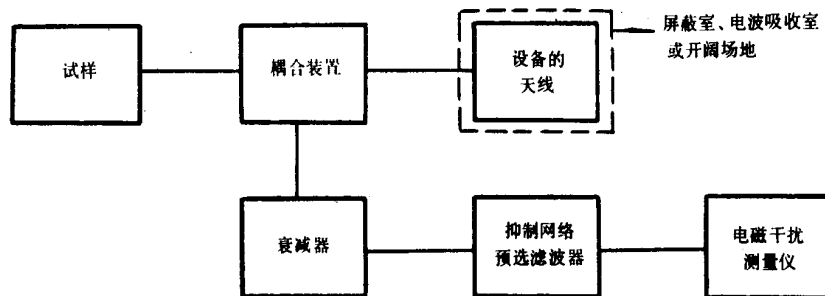 屏蔽室、电波吸收室
或开阔场地
试样
耦合装置
设备的
天线
衰减器
抑制网络
预选滤波器
电磁干扰
测量仪